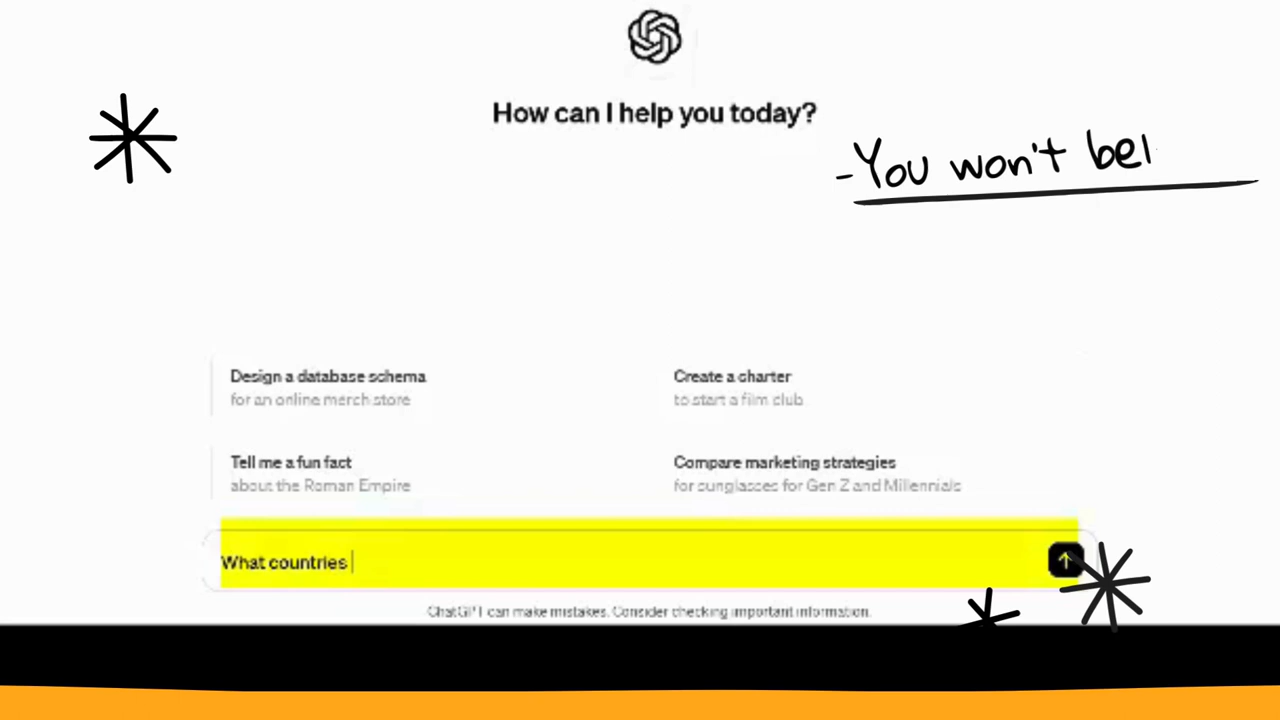 How can I help you today?
-You won't bel
Design a database schema
for an online merch store
Create a charter
to start a film club
Tell me a fun fact
about the Roman Empire
Compare marketing strategies
for sunglasses for Gen Z and Millennials
What countries
ChatGPT can make mistakes. Consider checking important information.